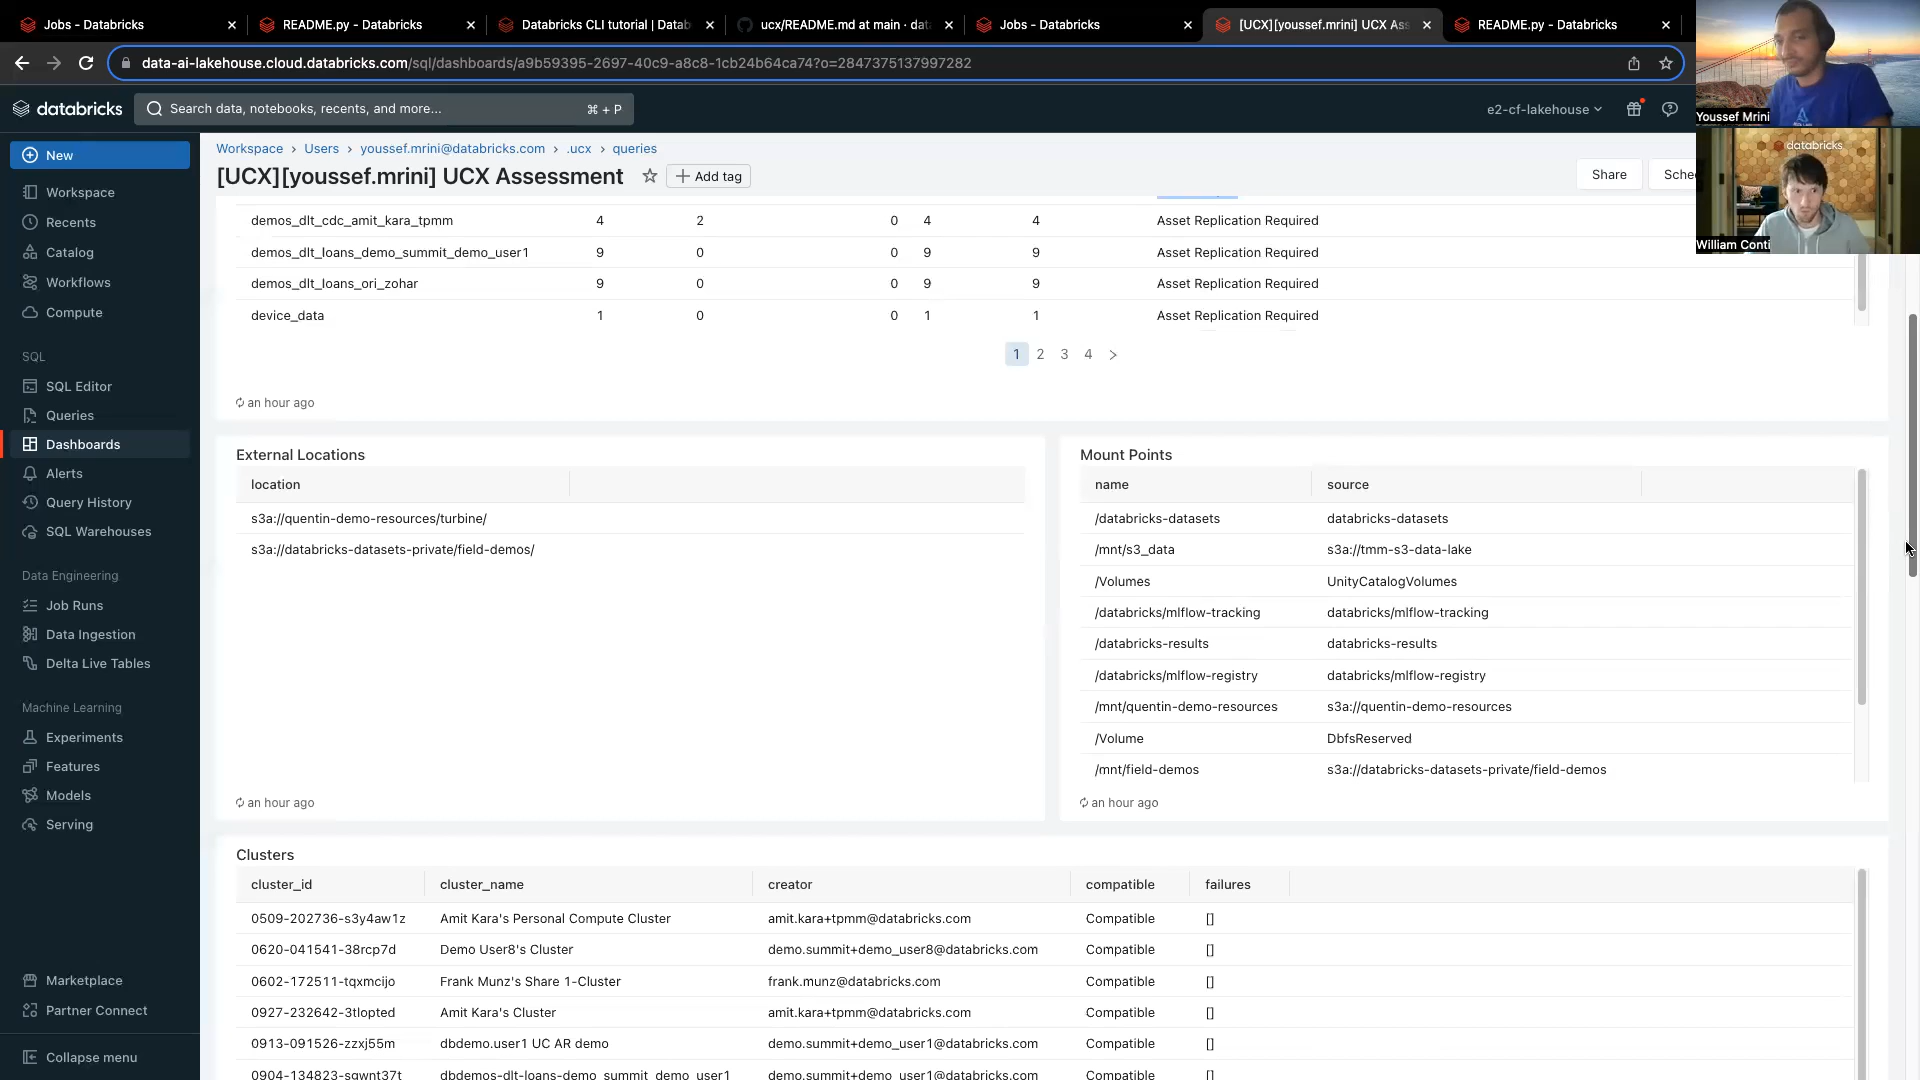 Jobs - Databricks
README.py - Databricks
Databricks CLI tutorial | Datab
ucx/README.md at main · dat
Jobs - Databricks
[UCX][youssef.mrini] UCX Ass
README.py - Databricks
data-ai-lakehouse.cloud.databricks.com/sql/dashboards/a9b59395-2697-40c9-a8c8-1cb24b64ca74?o=2847375137997282
databricks
Search data, notebooks, recents, and more...
⌘ + P
e2-cf-lakehouse
Youssef Mrini
databricks
William Conti
New
Workspace
Recents
Catalog
Workflows
Compute
SQL
SQL Editor
Queries
Dashboards
Alerts
Query History
SQL Warehouses
Data Engineering
Job Runs
Data Ingestion
Delta Live Tables
Machine Learning
Experiments
Features
Models
Serving
Marketplace
Partner Connect
Collapse menu
Workspace > Users > youssef.mrini@databricks.com > .ucx > queries
[UCX][youssef.mrini] UCX Assessment
Add tag
Share
Sche
demos_dlt_cdc_amit_kara_tpmm 4 2 0 4 4 Asset Replication Required
demos_dlt_loans_demo_summit_demo_user1 9 0 0 9 9 Asset Replication Required
demos_dlt_loans_ori_zohar 9 0 0 9 9 Asset Replication Required
device_data 1 0 0 1 1 Asset Replication Required
1 2 3 4 >
an hour ago
External Locations
location
s3a://quentin-demo-resources/turbine/
s3a://databricks-datasets-private/field-demos/
an hour ago
Mount Points
name source
/databricks-datasets databricks-datasets
/mnt/s3_data s3a://tmm-s3-data-lake
/Volumes UnityCatalogVolumes
/databricks/mlflow-tracking databricks/mlflow-tracking
/databricks-results databricks-results
/databricks/mlflow-registry databricks/mlflow-registry
/mnt/quentin-demo-resources s3a://quentin-demo-resources
/Volume DbfsReserved
/mnt/field-demos s3a://databricks-datasets-private/field-demos
an hour ago
Clusters
cluster_id cluster_name creator compatible failures
0509-202736-s3y4aw1z Amit Kara's Personal Compute Cluster amit.kara+tpmm@databricks.com Compatible []
0620-041541-38rcp7d Demo User8's Cluster demo.summit+demo_user8@databricks.com Compatible []
0602-172511-tqxmcijo Frank Munz's Share 1-Cluster frank.munz@databricks.com Compatible []
0927-232642-3tlopted Amit Kara's Cluster amit.kara+tpmm@databricks.com Compatible []
0913-091526-zzxj55m dbdemo.user1 UC AR demo demo.summit+demo_user1@databricks.com Compatible []
0904-134823-sgwnt37t dbdemos-dlt-loans-demo_summit_demo_user1 demo.summit+demo_user1@databricks.com Compatible []